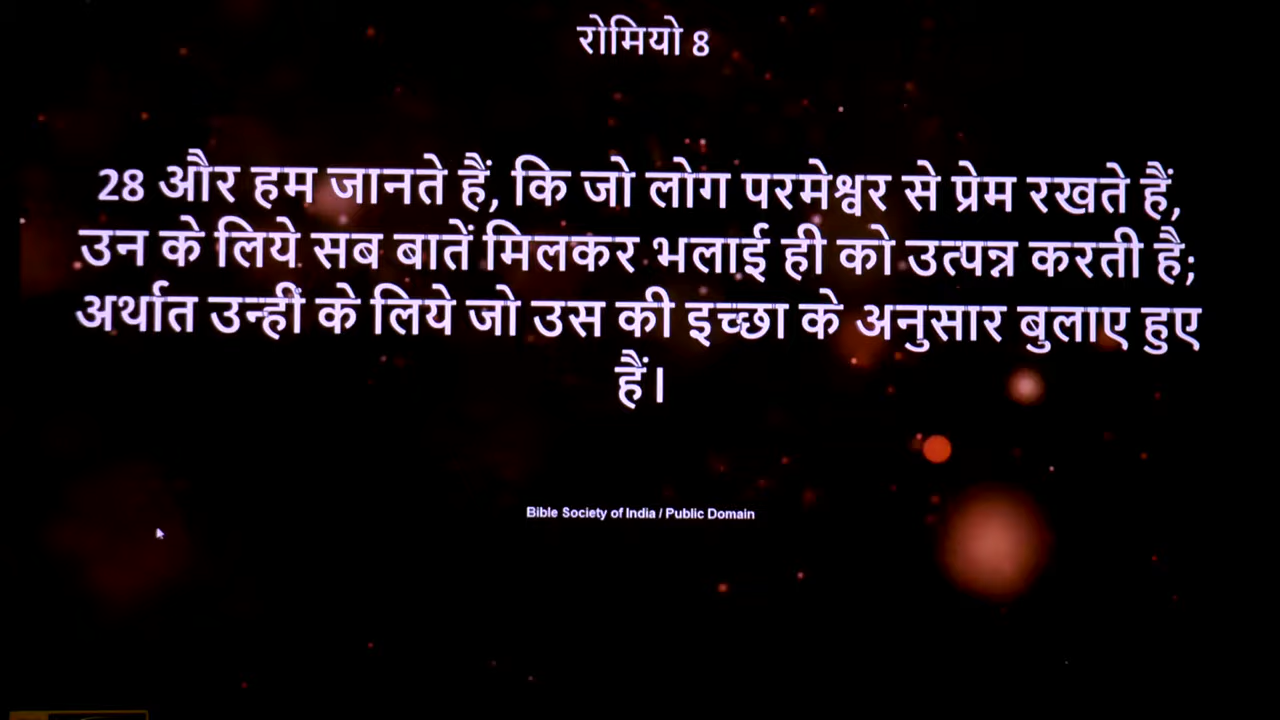 रोमियो 8
28 और हम जानते हैं, कि जो लोग परमेश्वर से प्रेम रखते हैं,
उन के लिये सब बातें मिलकर भलाई ही को उत्पन्न करती है;
अर्थात उन्हीं के लिये जो उस की इच्छा के अनुसार बुलाए हुए
हैं।
Bible Society of India / Public Domain